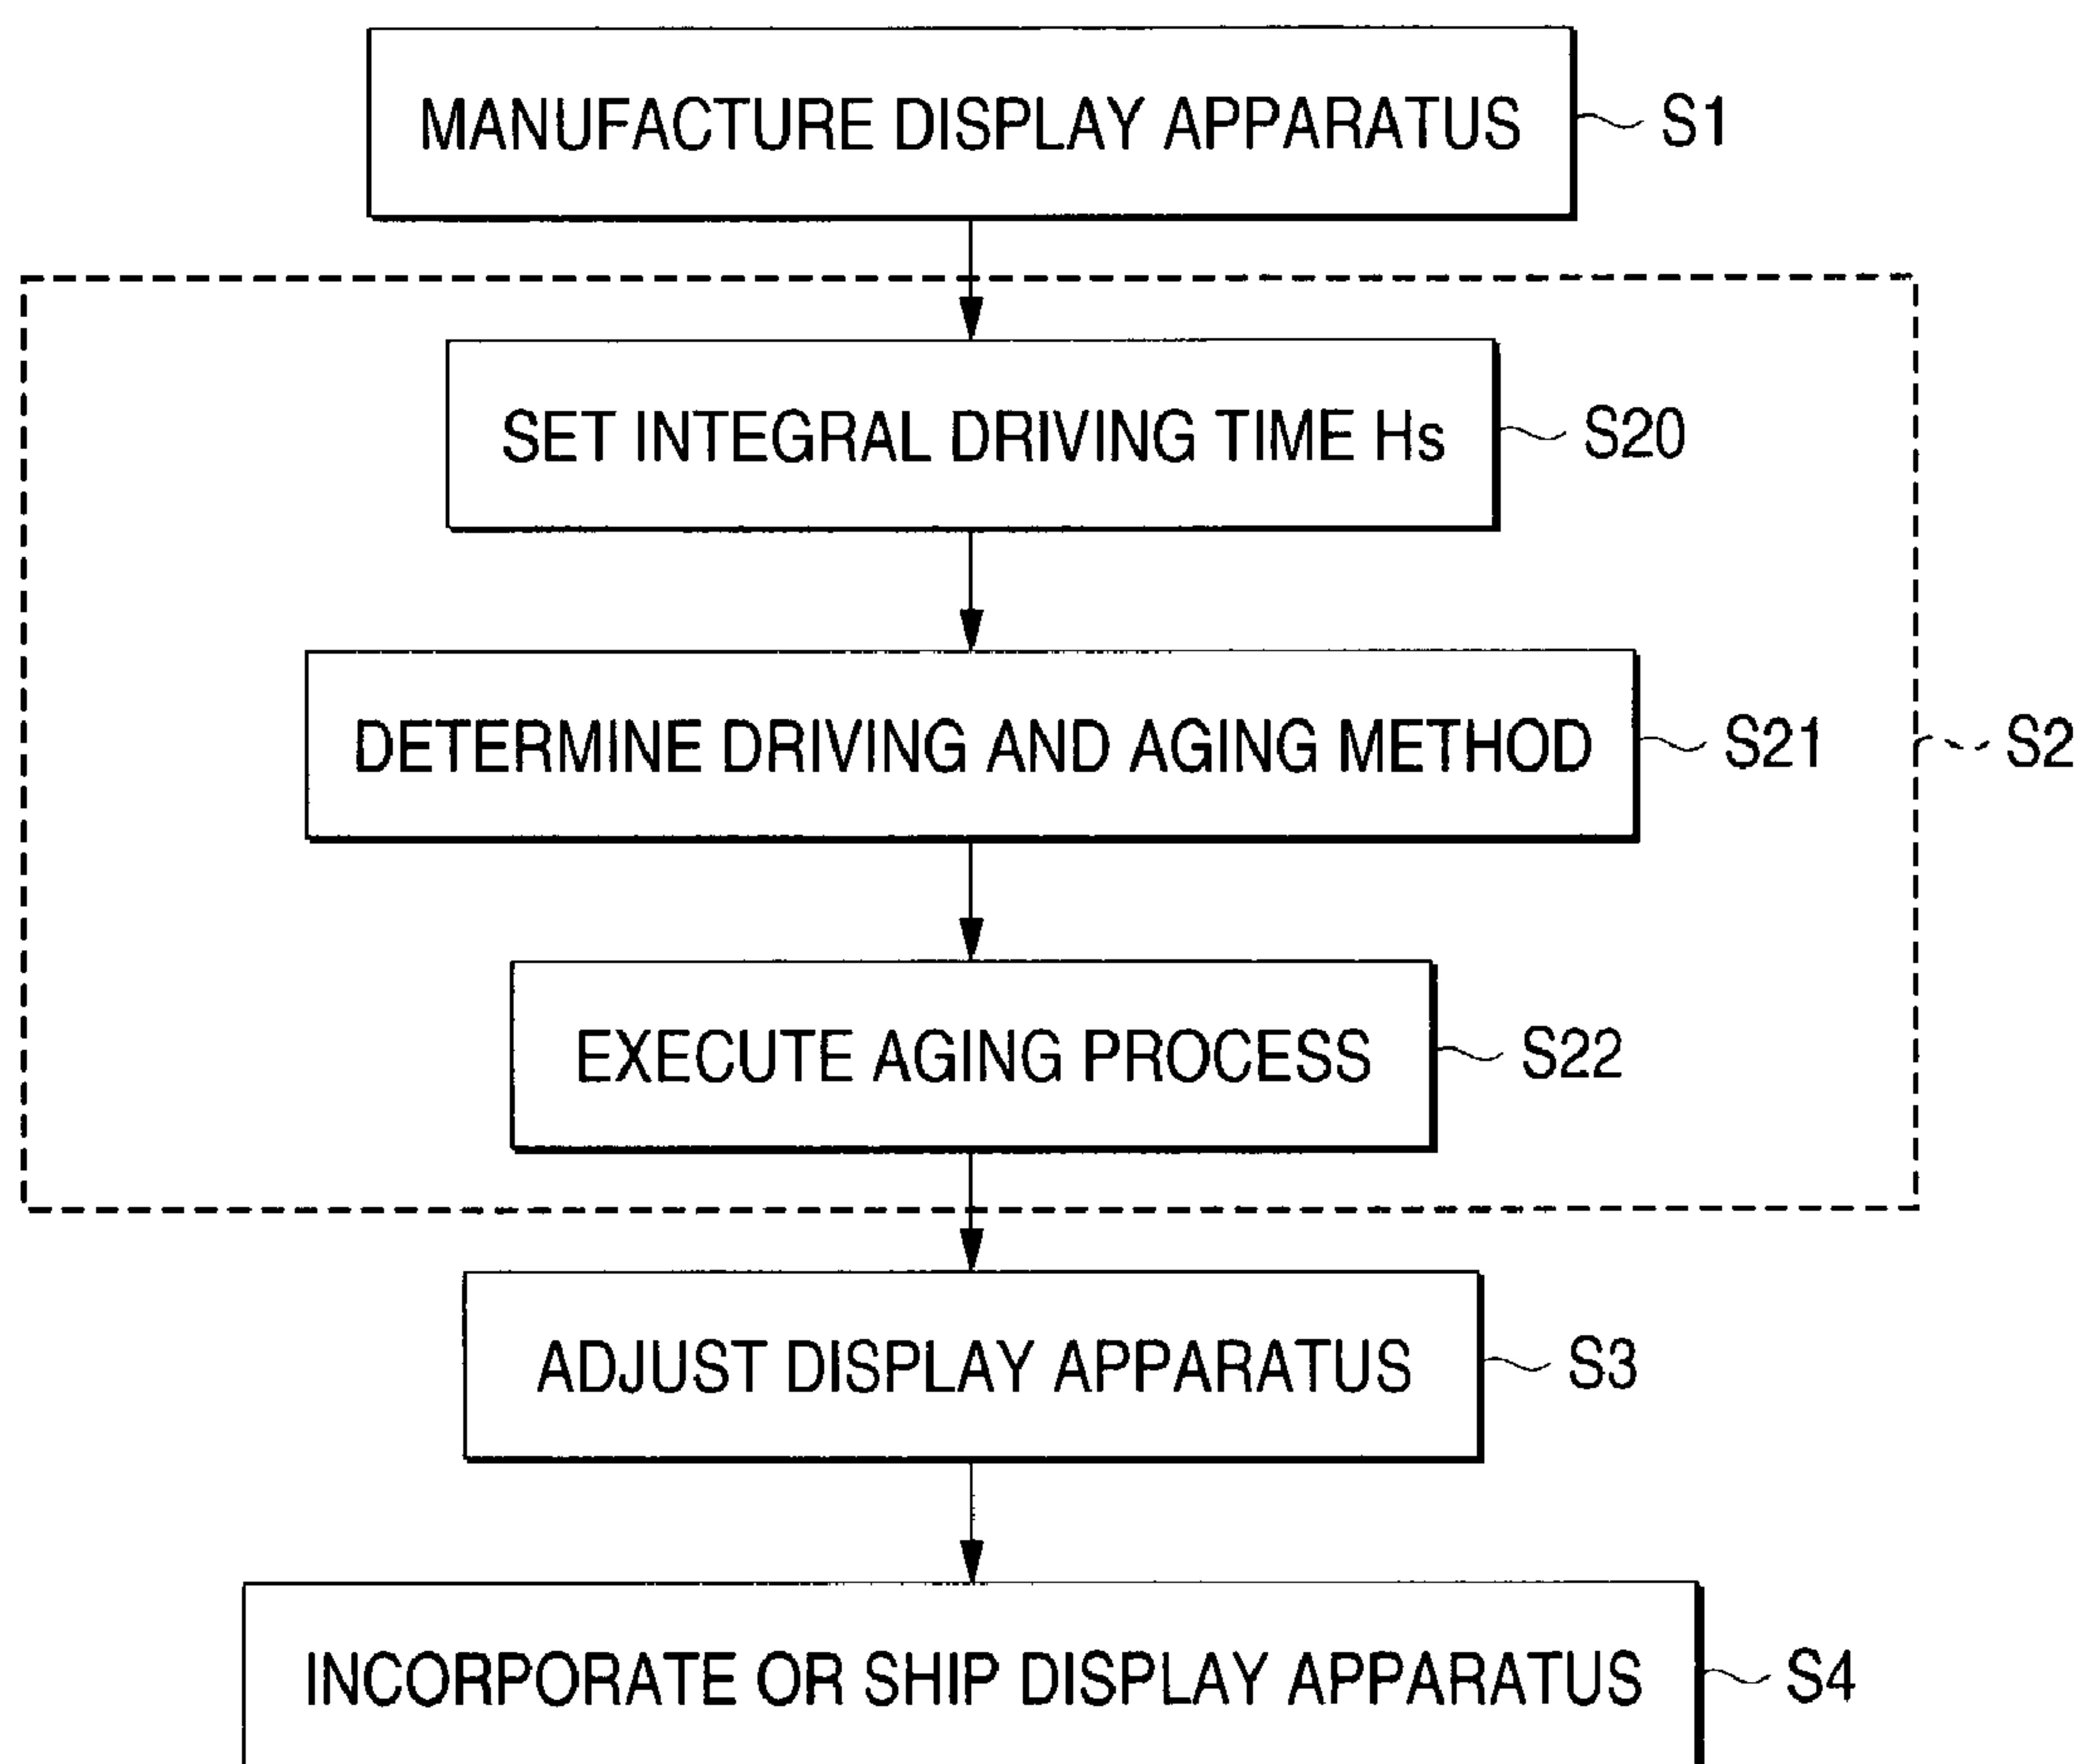 MANUFACTURE DISPLAY APPARATUS S1
SET INTEGRAL DRIVING TIME Hs S20
DETERMINE DRIVING AND AGING METHOD S21 S2
EXECUTE AGING PROCESS S22
ADJUST DISPLAY APPARATUS S3
INCORPORATE OR SHIP DISPLAY APPARATUS S4